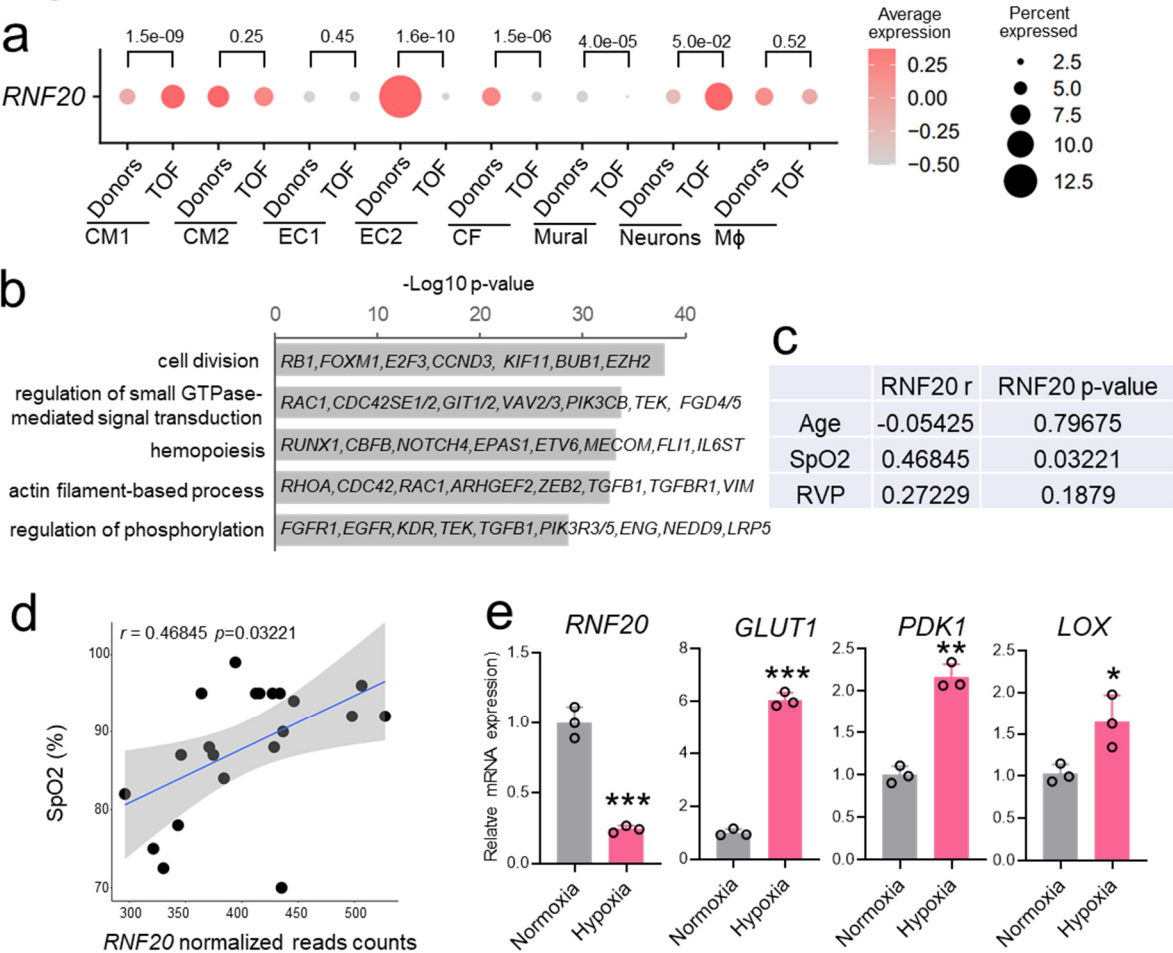 a
1.5e-09 0.25 0.45 1.6e-10 1.5e-06 4.0e-05 5.0e-02 0.52
RNF20
Donors TOF Donors TOF Donors TOF Donors TOF Donors TOF Donors TOF Donors TOF Donors TOF
CM1 CM2 EC1 EC2 CF Mural Neurons Mϕ
Average
expression
0.25
0.00
−0.25
−0.50
Percent
expressed
2.5
5.0
7.5
10.0
12.5
b
-Log10 p-value
0 10 20 30 40
cell division
RB1,FOXM1,E2F3,CCND3, KIF11,BUB1,EZH2
regulation of small GTPase-
mediated signal transduction
RAC1,CDC42SE1/2,GIT1/2,VAV2/3,PIK3CB,TEK, FGD4/5
hemopoiesis
RUNX1,CBFB,NOTCH4,EPAS1,ETV6,MECOM,FLI1,IL6ST
actin filament-based process
RHOA,CDC42,RAC1,ARHGEF2,ZEB2,TGFB1,TGFBR1,VIM
regulation of phosphorylation
FGFR1,EGFR,KDR,TEK,TGFB1,PIK3R3/5,ENG,NEDD9,LRP5
c
RNF20 r RNF20 p-value
Age -0.05425 0.79675
SpO2 0.46845 0.03221
RVP 0.27229 0.1879
d
r = 0.46845 p=0.03221
SpO2 (%)
100
90
80
70
300 350 400 450 500
RNF20 normalized reads counts
e
Relatve mRNA expression)
RNF20
1.5
1.0
0.5
0.0
***
Normoxia Hypoxia
GLUT1
8
6
4
2
0
***
Normoxia Hypoxia
PDK1
2.5
2.0
1.5
1.0
0.5
0.0
**
Normoxia Hypoxia
LOX
2.5
2.0
1.5
1.0
0.5
0.0
*
Normoxia Hypoxia